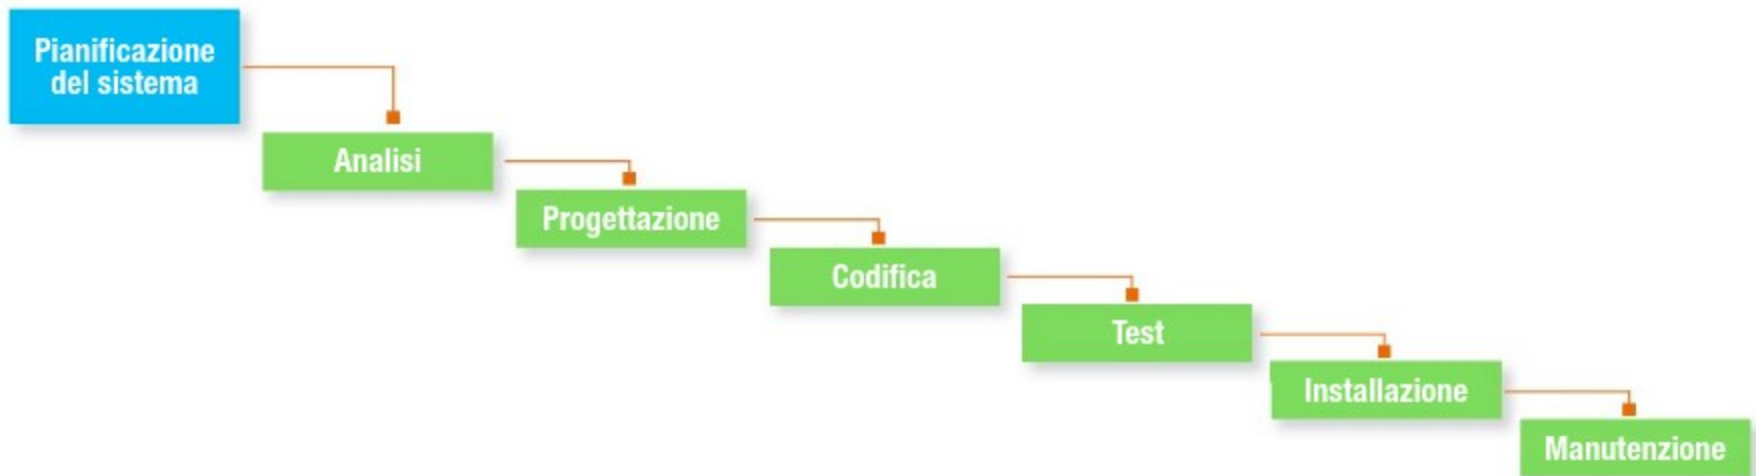 Pianificazione
del sistema
Analisi
Progettazione
Codifica
Test
Installazione
Manutenzione